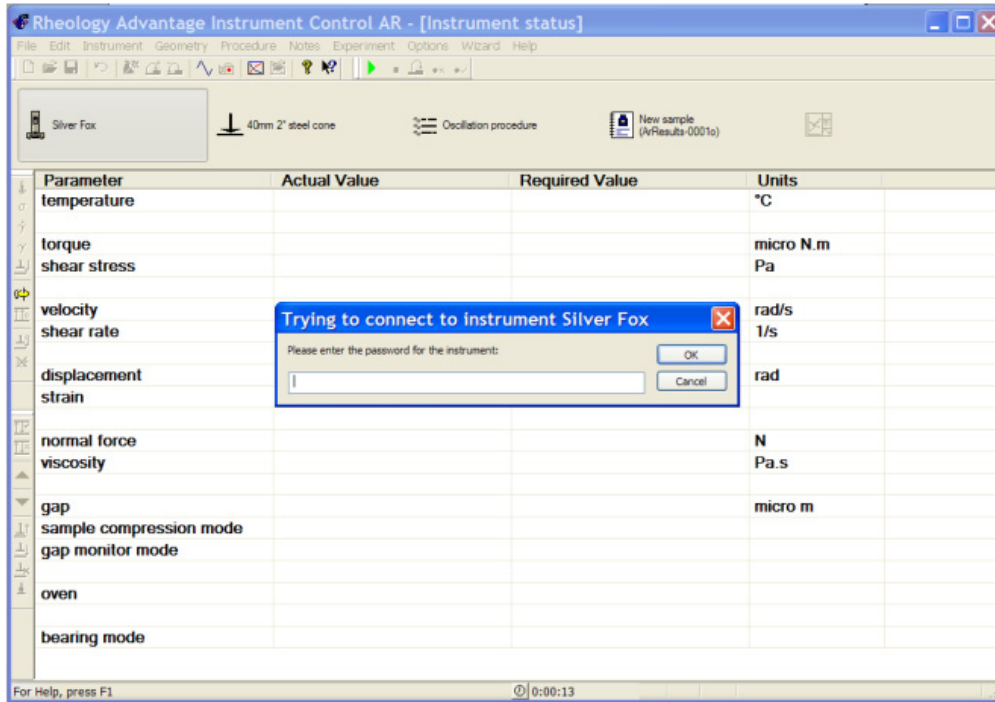 Rheology Advantage Instrument Control AR - [Instrument status]
File Edit Instrument Geometry Procedure Notes Experiment Options Wizard Help
Silver Fox
40mm 2° steel cone
Oscillation procedure
New sample
(ArResults-0001o)
Parameter Actual Value Required Value Units
temperature °C
torque micro N.m
shear stress Pa
velocity rad/s
shear rate 1/s
displacement rad
strain
normal force N
viscosity Pa.s
gap micro m
sample compression mode
gap monitor mode
oven
bearing mode
Trying to connect to instrument Silver Fox
Please enter the password for the instrument:
OK
Cancel
For Help, press F1 0:00:13